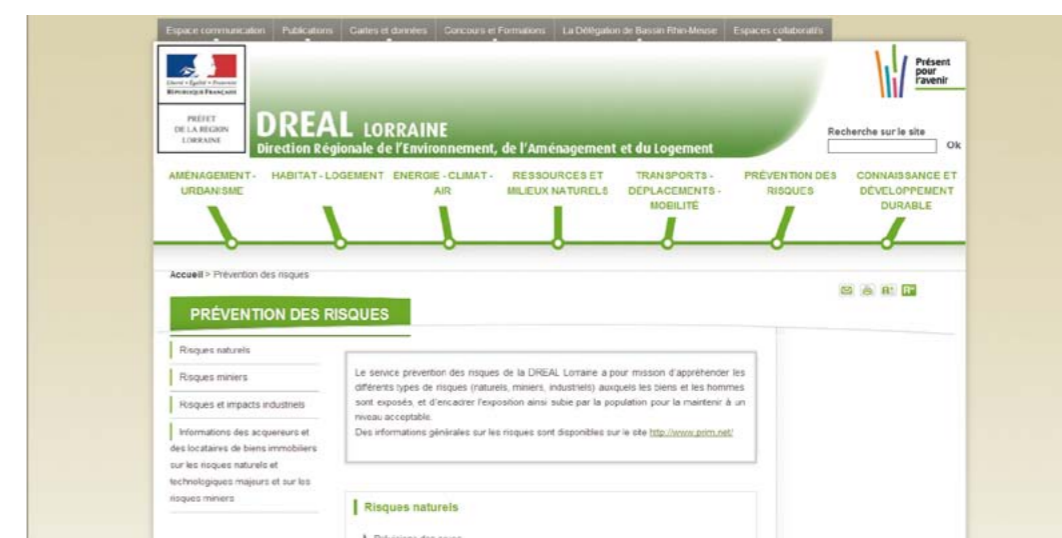 Espace communication Publications Cartes et données Concours et Formations La Délégation de Bassin Rhin-Meuse Espaces collaboratifs
Liberté • Égalité • Fraternité
RÉPUBLIQUE FRANÇAISE
PRÉFET
DE LA RÉGION
LORRAINE
Présent
pour
l'avenir
DREAL LORRAINE
Direction Régionale de l'Environnement, de l'Aménagement et du Logement
Recherche sur le site
Ok
AMÉNAGEMENT - URBANISME
HABITAT - LOGEMENT
ENERGIE - CLIMAT - AIR
RESSOURCES ET MILIEUX NATURELS
TRANSPORTS - DÉPLACEMENTS - MOBILITÉ
PRÉVENTION DES RISQUES
CONNAISSANCE ET DÉVELOPPEMENT DURABLE
Accueil > Prévention des risques
PRÉVENTION DES RISQUES
Risques naturels
Risques miniers
Risques et impacts industriels
Informations des acquereurs et
des locataires de biens immobiliers
sur les risques naturels et
technologiques majeurs et sur les
risques miniers
Le service prévention des risques de la DREAL Lorraine a pour mission d'appréhender les
différents types de risques (naturels, miniers, industriels) auxquels les biens et les hommes
sont exposés, et d'encadrer l'exposition ainsi subie par la population pour la maintenir à un
niveau acceptable.
Des informations générales sur les risques sont disponibles sur le site http://www.prim.net/
Risques naturels